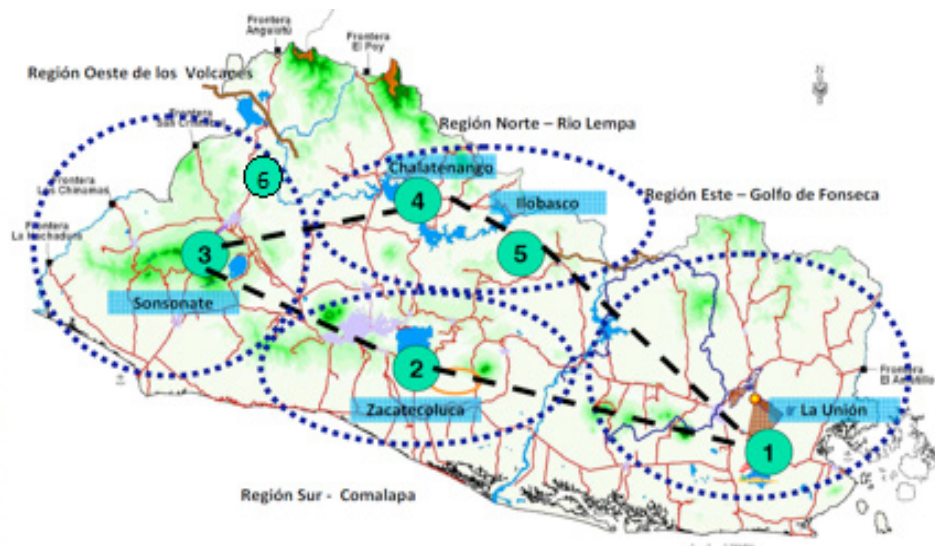 Frontera
Anguiatú
Frontera
El Poy
Región Oeste de los Volcanes
N
Frontera
San Cristobal
Región Norte – Rio Lempa
Chalatenango
6
4
Ilobasco
Frontera
Las Chinamas
Región Este – Golfo de Fonseca
Frontera
La Hachadura
3
5
Sonsonate
2
Frontera
El Amatillo
Zacatecoluca
La Unión
1
Región Sur - Comalapa